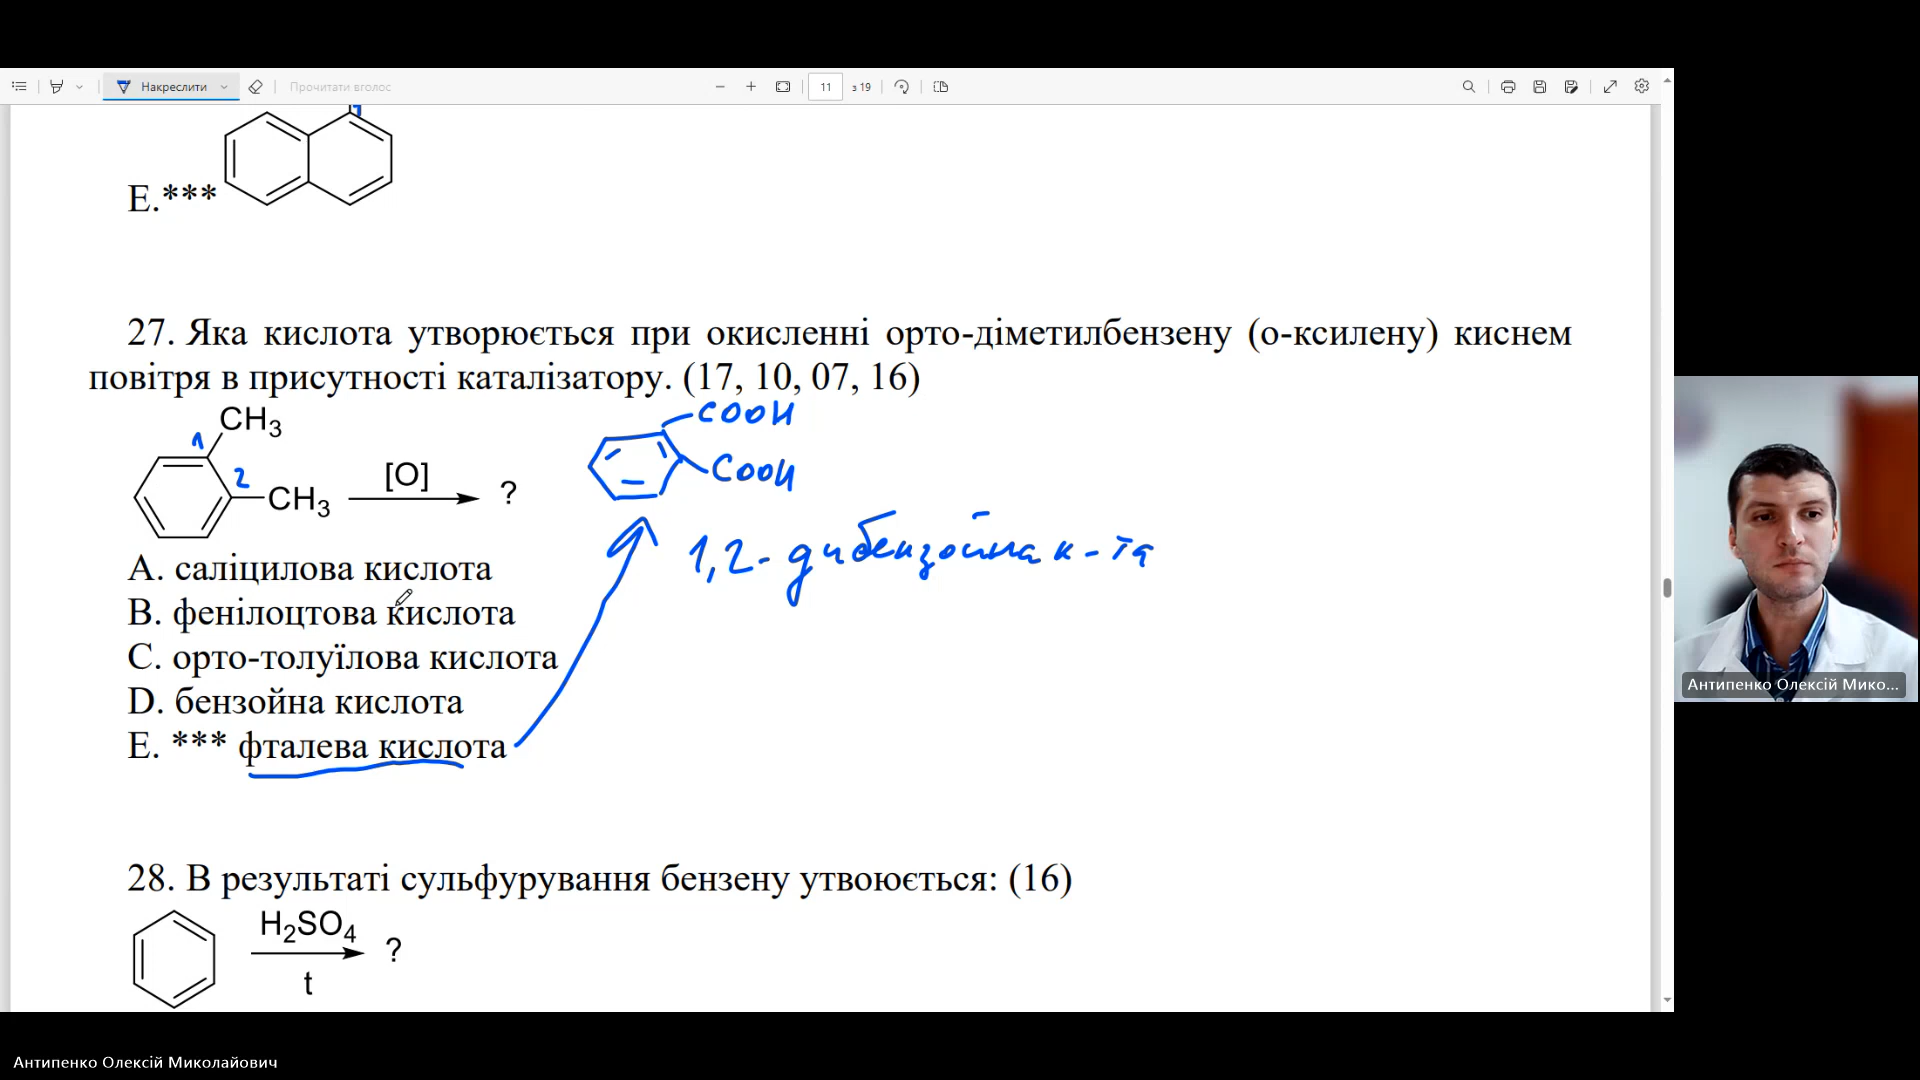 Накреслити
Прочитати вголос
11 з 19
1
E.***
27. Яка кислота утворюється при окисленні орто-діметилбензену (о-ксилену) киснем
повітря в присутності каталізатору. (17, 10, 07, 16)
CH3
1
2
CH3
[O]
?
COOH
COOH
1,2-дибензойна к-та
A. саліцилова кислота
B. фенілоцтова кислота
C. орто-толуїлова кислота
D. бензойна кислота
E. *** фталева кислота
28. В результаті сульфурування бензену утвоюється: (16)
H2SO4
?
t
Антипенко Олексій Мико...
Антипенко Олексій Миколайович